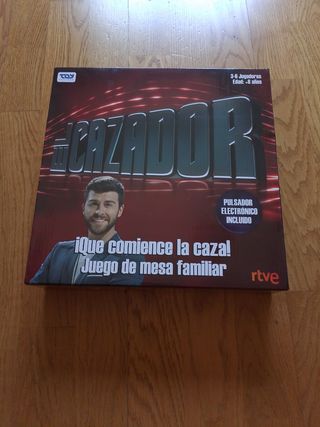 TOY
3-6 Jugadores
Edad: +8 años
EL CAZADOR
PULSADOR
ELECTRÓNICO
INCLUIDO
¡Que comience la caza!
Juego de mesa familiar
rtve